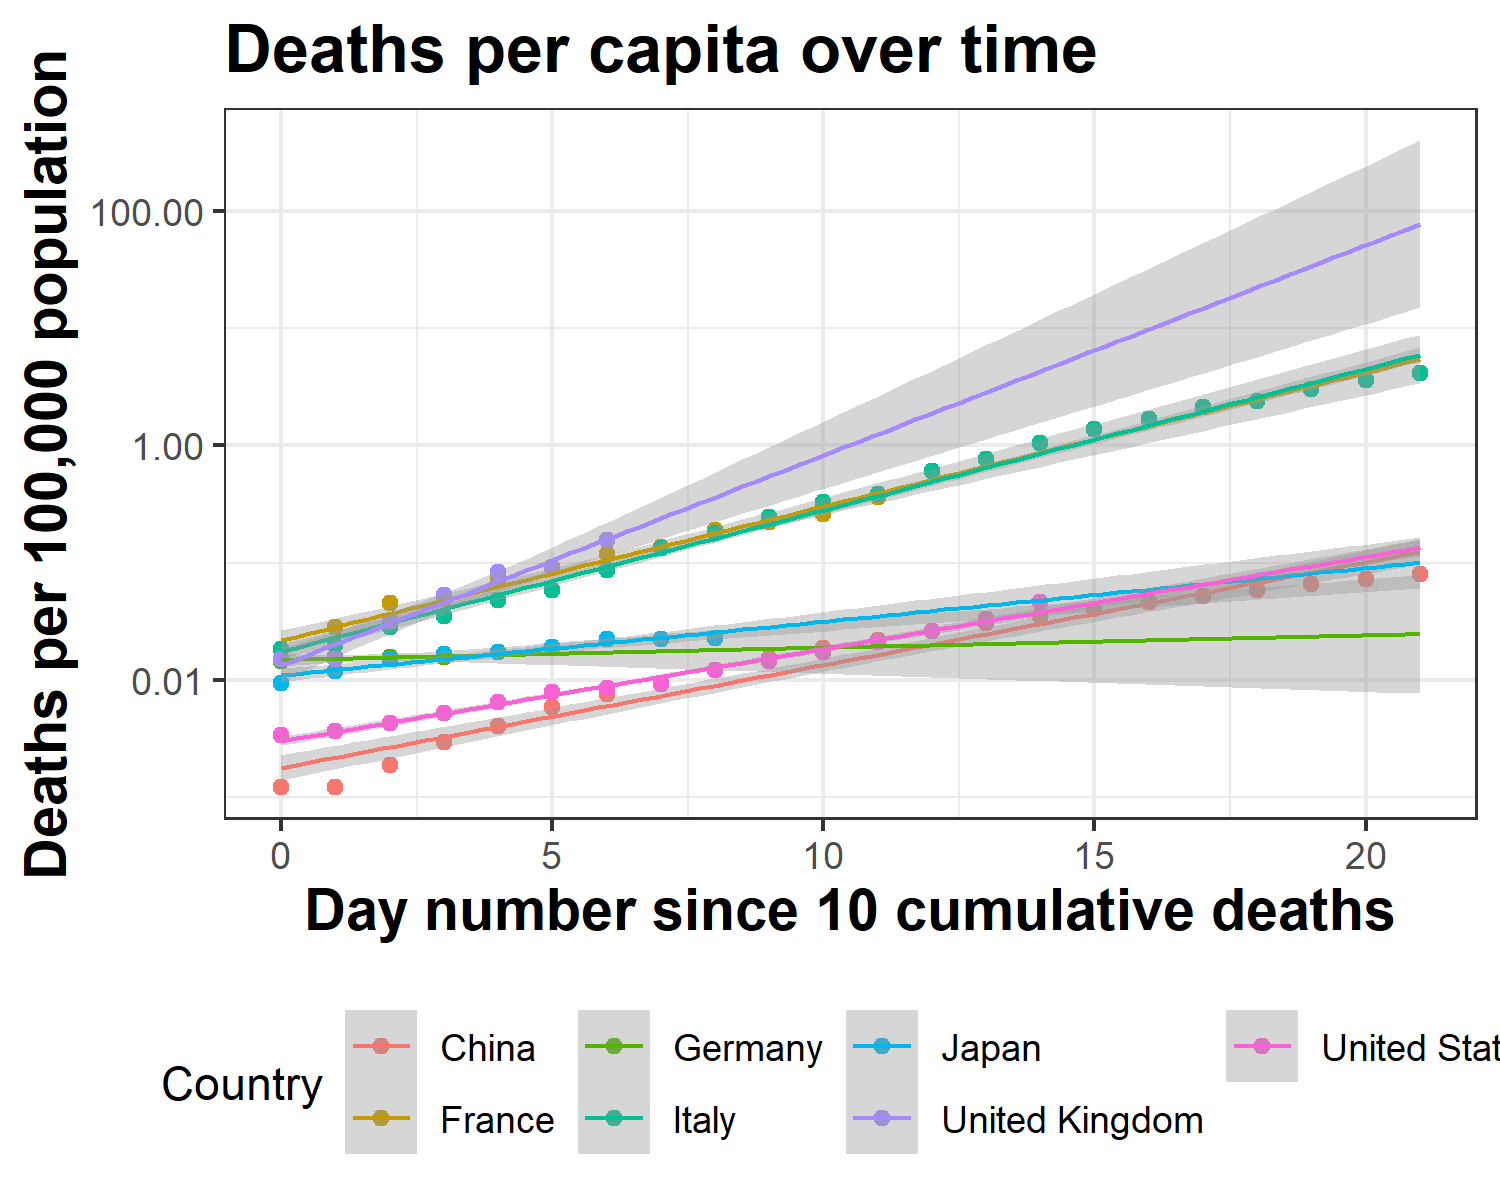 Deaths per capita over time
Deaths per 100,000 population
100.00
1.00
0.01
0 5 10 15 20
Day number since 10 cumulative deaths
Country
China Germany Japan United Stat
France Italy United Kingdom